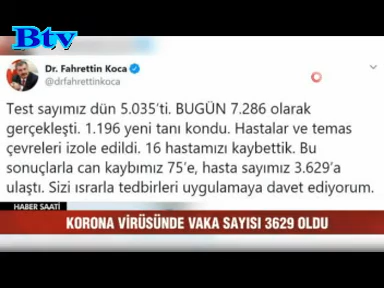 Btv
Dr. Fahrettin Koca
@drfahrettinkoca
Test sayımız dün 5.035'ti. BUGÜN 7.286 olarak
gerçekleşti. 1.196 yeni tanı kondu. Hastalar ve temas
çevreleri izole edildi. 16 hastamızı kaybettik. Bu
sonuçlarla can kaybımız 75'e, hasta sayımız 3.629'a
ulaştı. Sizi ısrarla tedbirleri uygulamaya davet ediyorum.
HABER SAATİ
KORONA VİRÜSÜNDE VAKA SAYISI 3629 OLDU